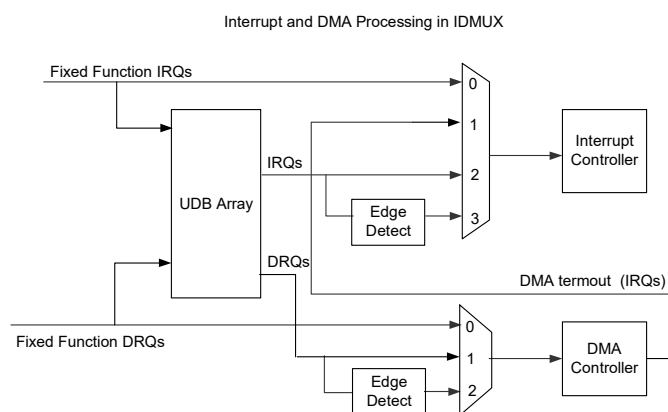 Interrupt and DMA Processing in IDMUX
Fixed Function IRQs
0
1
2
3
Interrupt
Controller
UDB Array
IRQs
Edge
Detect
DRQs
DMA termout (IRQs)
Fixed Function DRQs
0
1
2
Edge
Detect
DMA
Controller